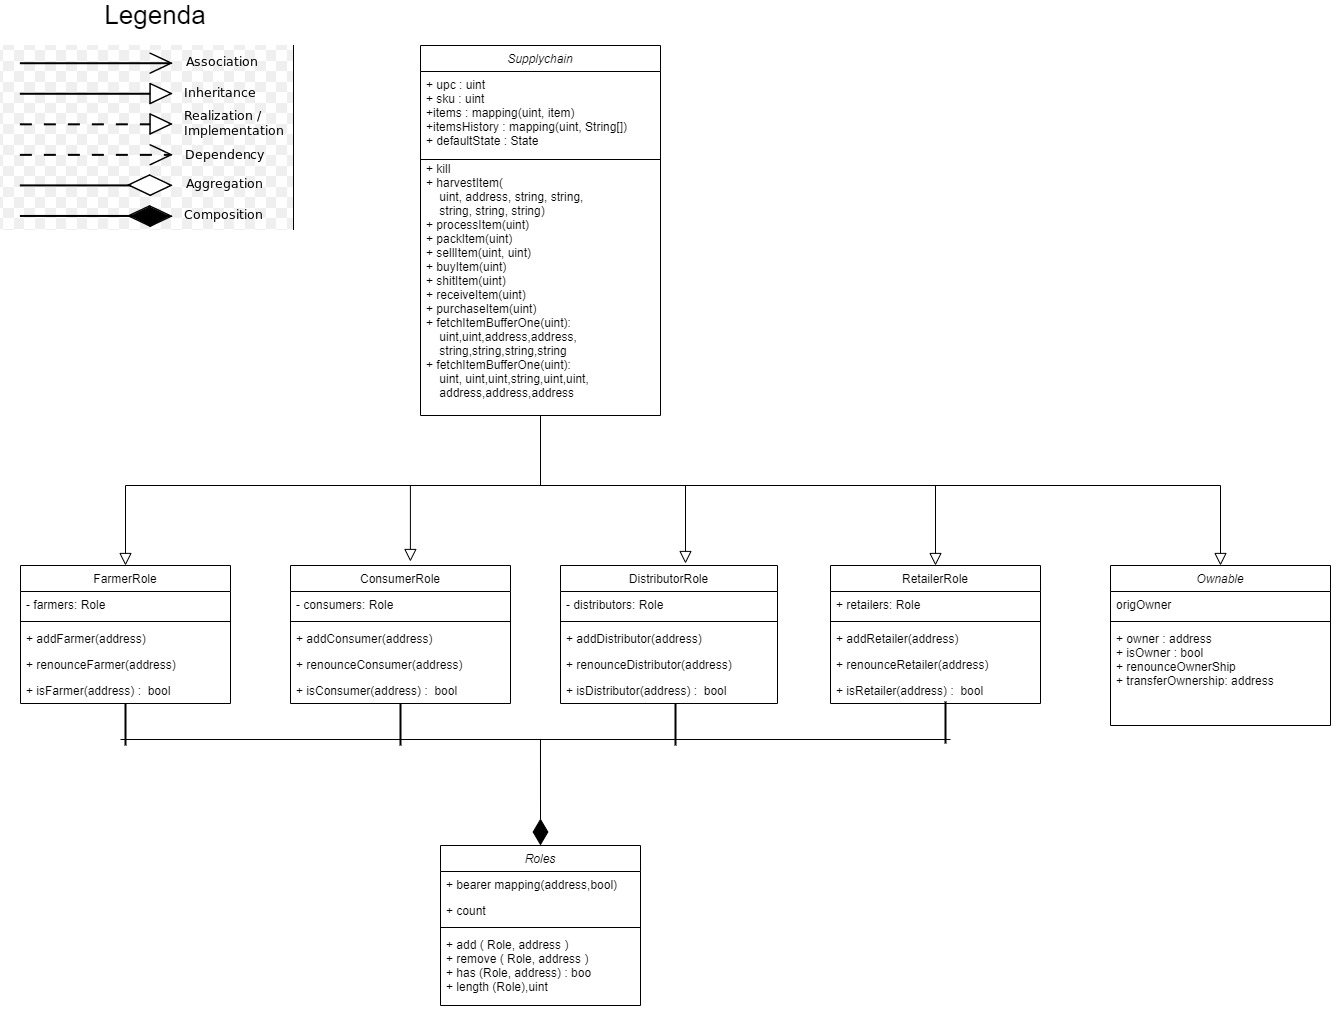 Legenda
Association
Inheritance
Realization /
Implementation
Dependency
Aggregation
Composition
Supplychain
+ upc : uint
+ sku : uint
+items : mapping(uint, item)
+itemsHistory : mapping(uint, String[])
+ defaultState : State
+ kill
+ harvestItem(
uint, address, string, string,
string, string, string)
+ processItem(uint)
+ packItem(uint)
+ sellItem(uint, uint)
+ buyItem(uint)
+ shitItem(uint)
+ receiveItem(uint)
+ purchaseItem(uint)
+ fetchItemBufferOne(uint):
uint,uint,address,address,
string,string,string,string
+ fetchItemBufferOne(uint):
uint, uint,uint,string,uint,uint,
address,address,address
FarmerRole
- farmers: Role
+ addFarmer(address)
+ renounceFarmer(address)
+ isFarmer(address) : bool
ConsumerRole
- consumers: Role
+ addConsumer(address)
+ renounceConsumer(address)
+ isConsumer(address) : bool
DistributorRole
- distributors: Role
+ addDistributor(address)
+ renounceDistributor(address)
+ isDistributor(address) : bool
RetailerRole
+ retailers: Role
+ addRetailer(address)
+ renounceRetailer(address)
+ isRetailer(address) : bool
Ownable
origOwner
+ owner : address
+ isOwner : bool
+ renounceOwnerShip
+ transferOwnership: address
Roles
+ bearer mapping(address,bool)
+ count
+ add ( Role, address )
+ remove ( Role, address )
+ has (Role, address) : boo
+ length (Role),uint